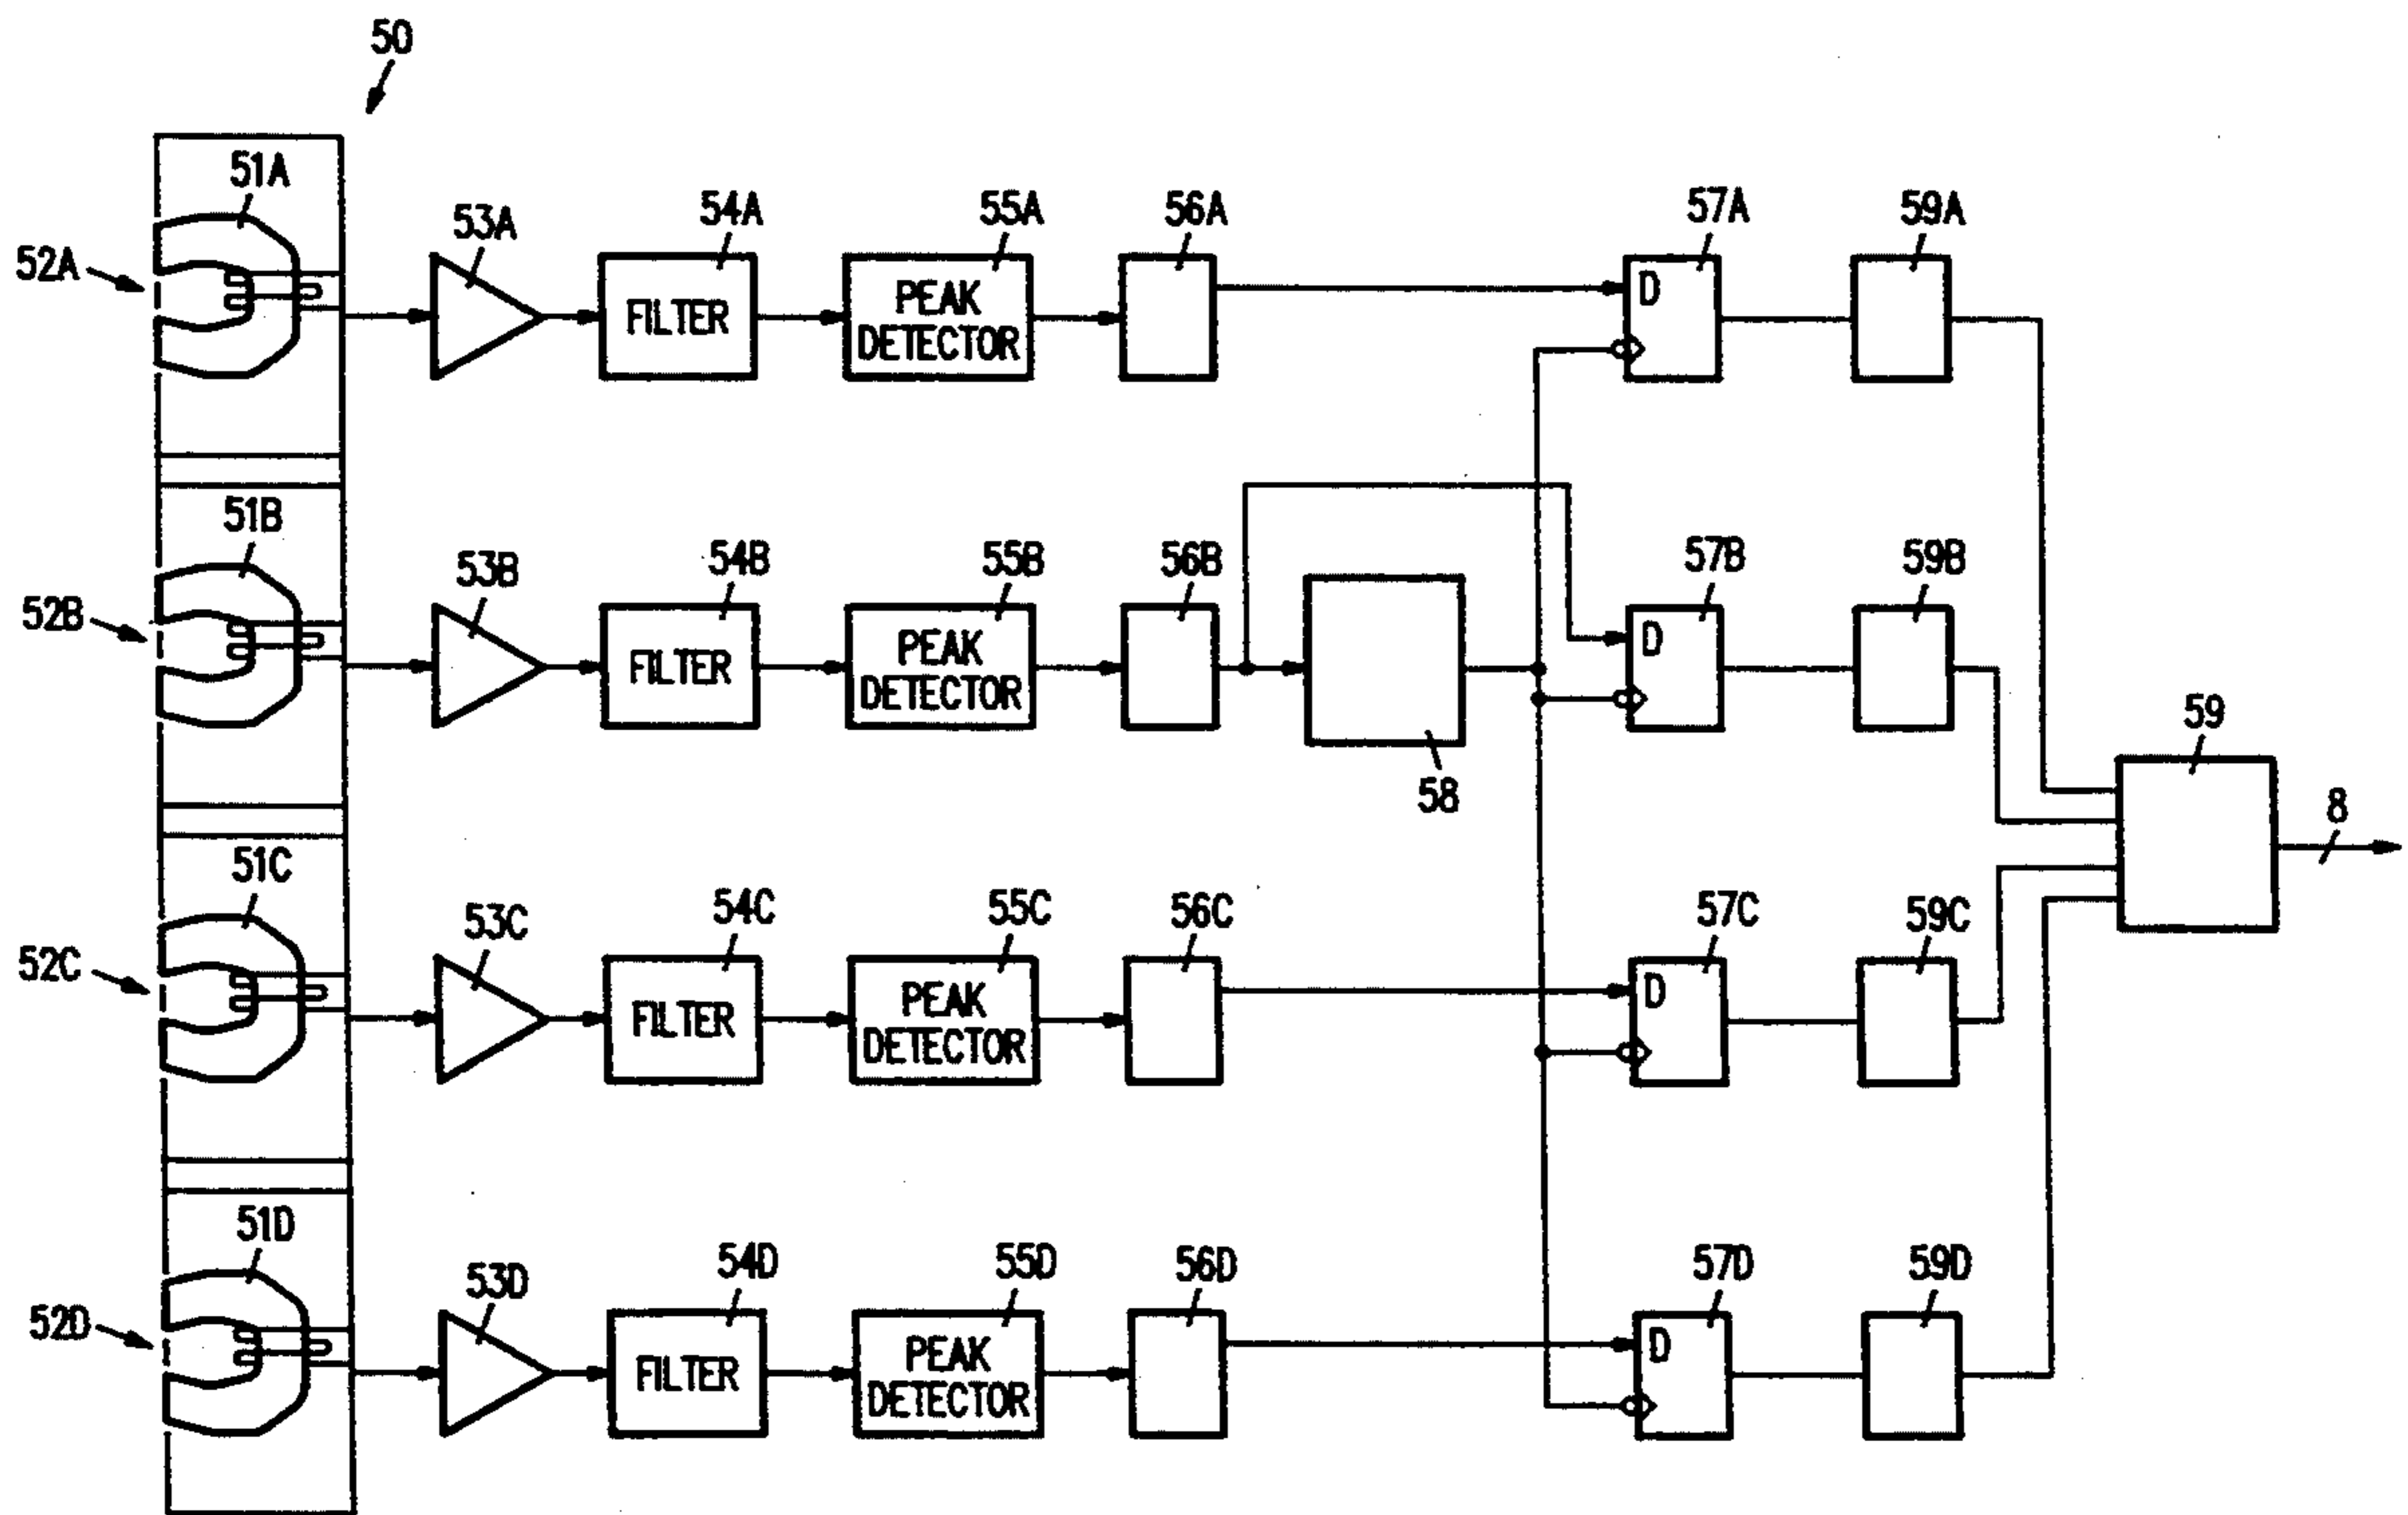 50
51A
52A
53A
54A
55A
56A
57A
59A
FILTER
PEAK
DETECTOR
D
51B
52B
53B
54B
55B
56B
57B
59B
FILTER
PEAK
DETECTOR
D
58
59
8
51C
52C
53C
54C
55C
56C
57C
59C
FILTER
PEAK
DETECTOR
D
51D
52D
53D
54D
55D
56D
57D
59D
FILTER
PEAK
DETECTOR
D